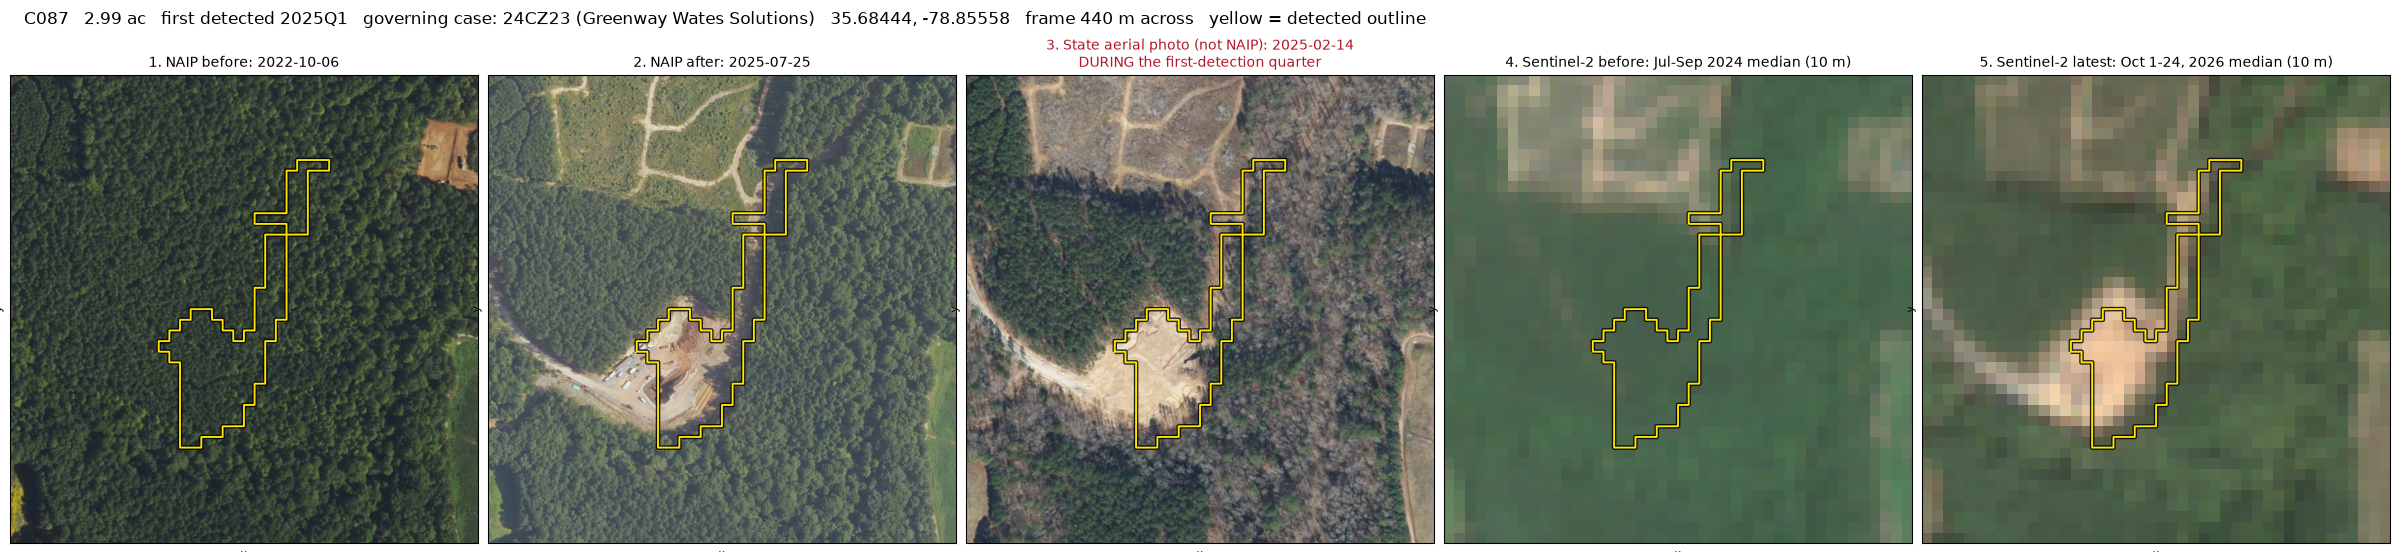 C087   2.99 ac   first detected 2025Q1   governing case: 24CZ23 (Greenway Wates Solutions)   35.68444, -78.85558   frame 440 m across   yellow = detected outline
1. NAIP before: 2022-10-06
2. NAIP after: 2025-07-25
3. State aerial photo (not NAIP): 2025-02-14
DURING the first-detection quarter
4. Sentinel-2 before: Jul-Sep 2024 median (10 m)
5. Sentinel-2 latest: Oct 1-24, 2026 median (10 m)